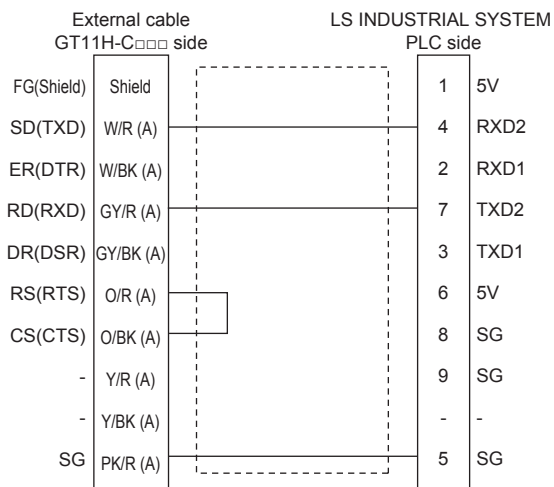 External cable LS INDUSTRIAL SYSTEM
GT11H-C□□□ side PLC side
FG(Shield) Shield 1 5V
SD(TXD) W/R (A) 4 RXD2
ER(DTR) W/BK (A) 2 RXD1
RD(RXD) GY/R (A) 7 TXD2
DR(DSR) GY/BK (A) 3 TXD1
RS(RTS) O/R (A) 6 5V
CS(CTS) O/BK (A) 8 SG
- Y/R (A) 9 SG
- Y/BK (A) - -
SG PK/R (A) 5 SG